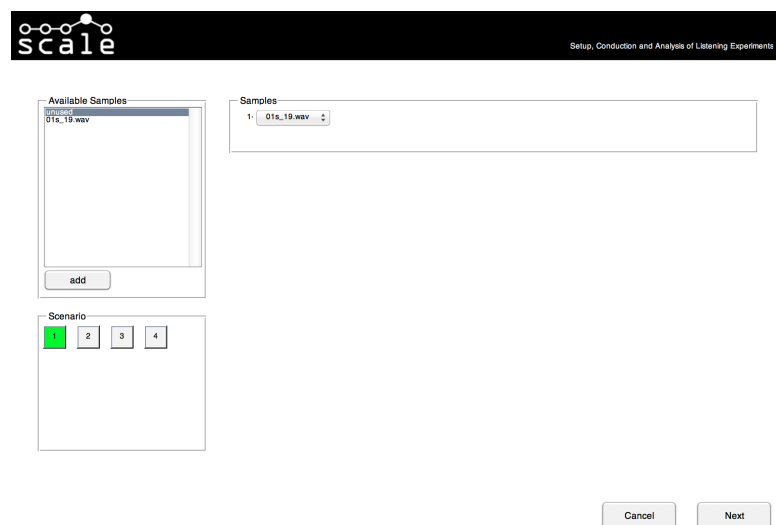 scale
Setup, Conduction and Analysis of Listening Experiments
Available Samples
unused
01s_19.wav
add
Samples
1· 01s_19.wav
Scenario
1 2 3 4
Cancel Next